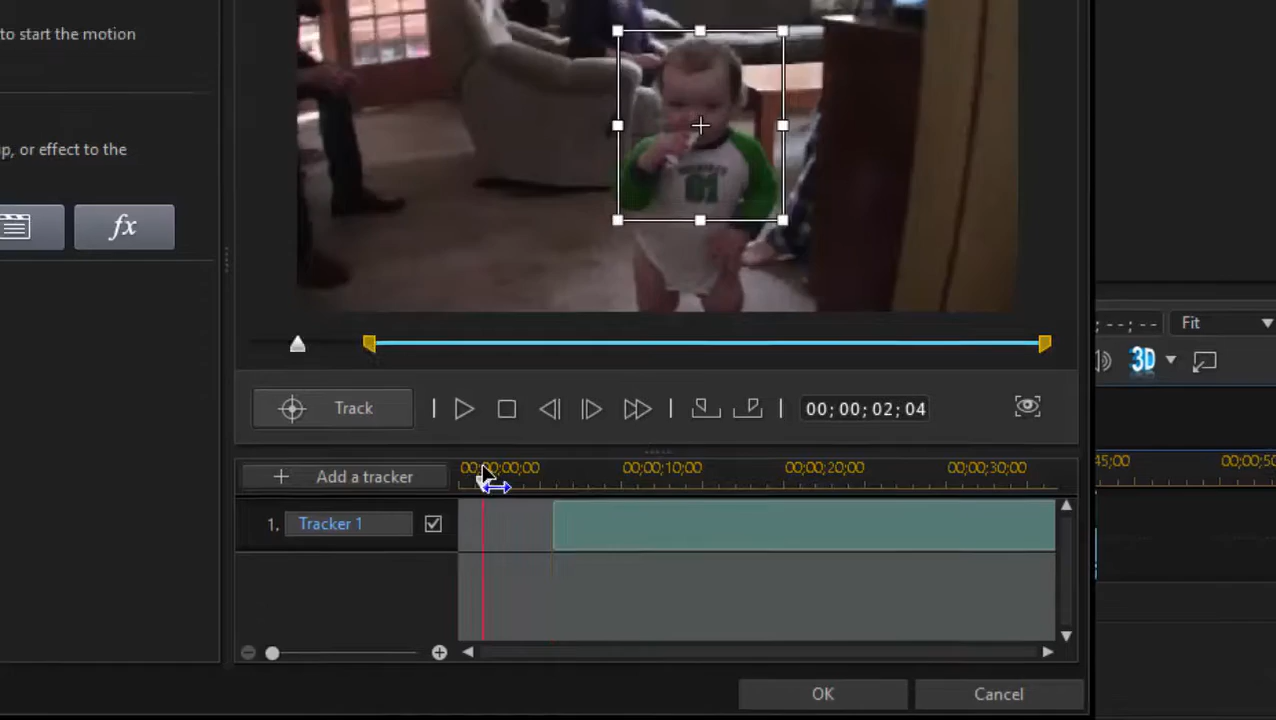 to start the motion
p, or effect to the
fx
Fit
3D
Track
00; 00; 02; 04
Add a tracker
00;00;00;00 00;00;10;00 00;00;20;00 00;00;30;00
45;00 00;00;50
1. Tracker 1
OK Cancel